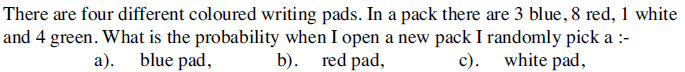 There are four different coloured writing pads. In a pack there are 3 blue, 8 red, 1 white
and 4 green. What is the probability when I open a new pack I randomly pick a :-
a). blue pad, b). red pad, c). white pad,